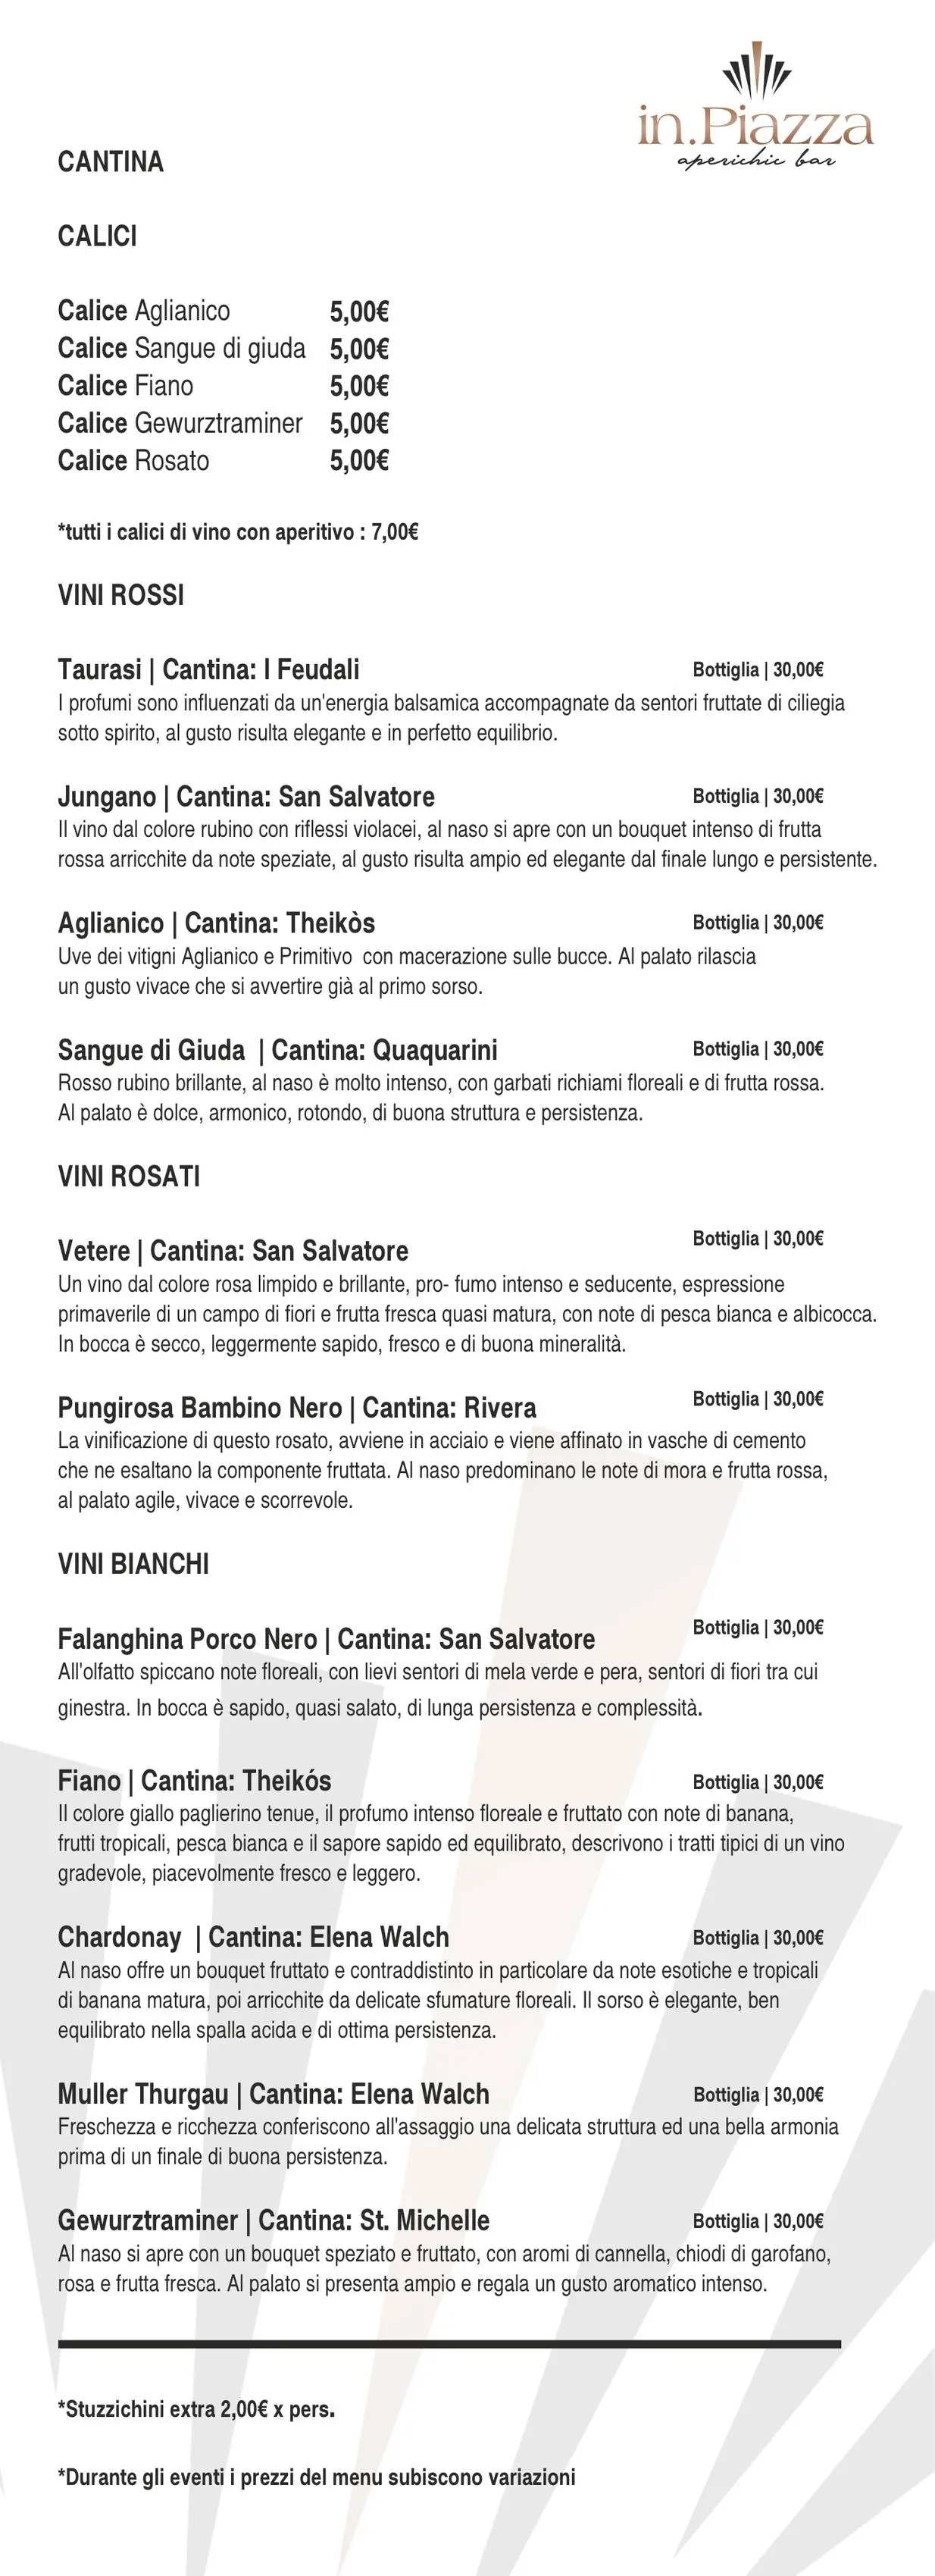 in.Piazza
aperichic bar
CANTINA
CALICI
Calice Aglianico 5,00€
Calice Sangue di giuda 5,00€
Calice Fiano 5,00€
Calice Gewurztraminer 5,00€
Calice Rosato 5,00€
*tutti i calici di vino con aperitivo : 7,00€
VINI ROSSI
Taurasi | Cantina: I Feudali Bottiglia | 30,00€
I profumi sono influenzati da un'energia balsamica accompagnate da sentori fruttate di ciliegia
sotto spirito, al gusto risulta elegante e in perfetto equilibrio.
Jungano | Cantina: San Salvatore Bottiglia | 30,00€
Il vino dal colore rubino con riflessi violacei, al naso si apre con un bouquet intenso di frutta
rossa arricchite da note speziate, al gusto risulta ampio ed elegante dal finale lungo e persistente.
Aglianico | Cantina: Theikòs Bottiglia | 30,00€
Uve dei vitigni Aglianico e Primitivo  con macerazione sulle bucce. Al palato rilascia
un gusto vivace che si avvertire già al primo sorso.
Sangue di Giuda  | Cantina: Quaquarini Bottiglia | 30,00€
Rosso rubino brillante, al naso è molto intenso, con garbati richiami floreali e di frutta rossa.
Al palato è dolce, armonico, rotondo, di buona struttura e persistenza.
VINI ROSATI
Vetere | Cantina: San Salvatore Bottiglia | 30,00€
Un vino dal colore rosa limpido e brillante, pro- fumo intenso e seducente, espressione
primaverile di un campo di fiori e frutta fresca quasi matura, con note di pesca bianca e albicocca.
In bocca è secco, leggermente sapido, fresco e di buona mineralità.
Pungirosa Bambino Nero | Cantina: Rivera Bottiglia | 30,00€
La vinificazione di questo rosato, avviene in acciaio e viene affinato in vasche di cemento
che ne esaltano la componente fruttata. Al naso predominano le note di mora e frutta rossa,
al palato agile, vivace e scorrevole.
VINI BIANCHI
Falanghina Porco Nero | Cantina: San Salvatore Bottiglia | 30,00€
All'olfatto spiccano note floreali, con lievi sentori di mela verde e pera, sentori di fiori tra cui
ginestra. In bocca è sapido, quasi salato, di lunga persistenza e complessità.
Fiano | Cantina: Theikós Bottiglia | 30,00€
Il colore giallo paglierino tenue, il profumo intenso floreale e fruttato con note di banana,
frutti tropicali, pesca bianca e il sapore sapido ed equilibrato, descrivono i tratti tipici di un vino
gradevole, piacevolmente fresco e leggero.
Chardonay  | Cantina: Elena Walch Bottiglia | 30,00€
Al naso offre un bouquet fruttato e contraddistinto in particolare da note esotiche e tropicali
di banana matura, poi arricchite da delicate sfumature floreali. Il sorso è elegante, ben
equilibrato nella spalla acida e di ottima persistenza.
Muller Thurgau | Cantina: Elena Walch Bottiglia | 30,00€
Freschezza e ricchezza conferiscono all'assaggio una delicata struttura ed una bella armonia
prima di un finale di buona persistenza.
Gewurztraminer | Cantina: St. Michelle Bottiglia | 30,00€
Al naso si apre con un bouquet speziato e fruttato, con aromi di cannella, chiodi di garofano,
rosa e frutta fresca. Al palato si presenta ampio e regala un gusto aromatico intenso.
*Stuzzichini extra 2,00€ x pers.
*Durante gli eventi i prezzi del menu subiscono variazioni